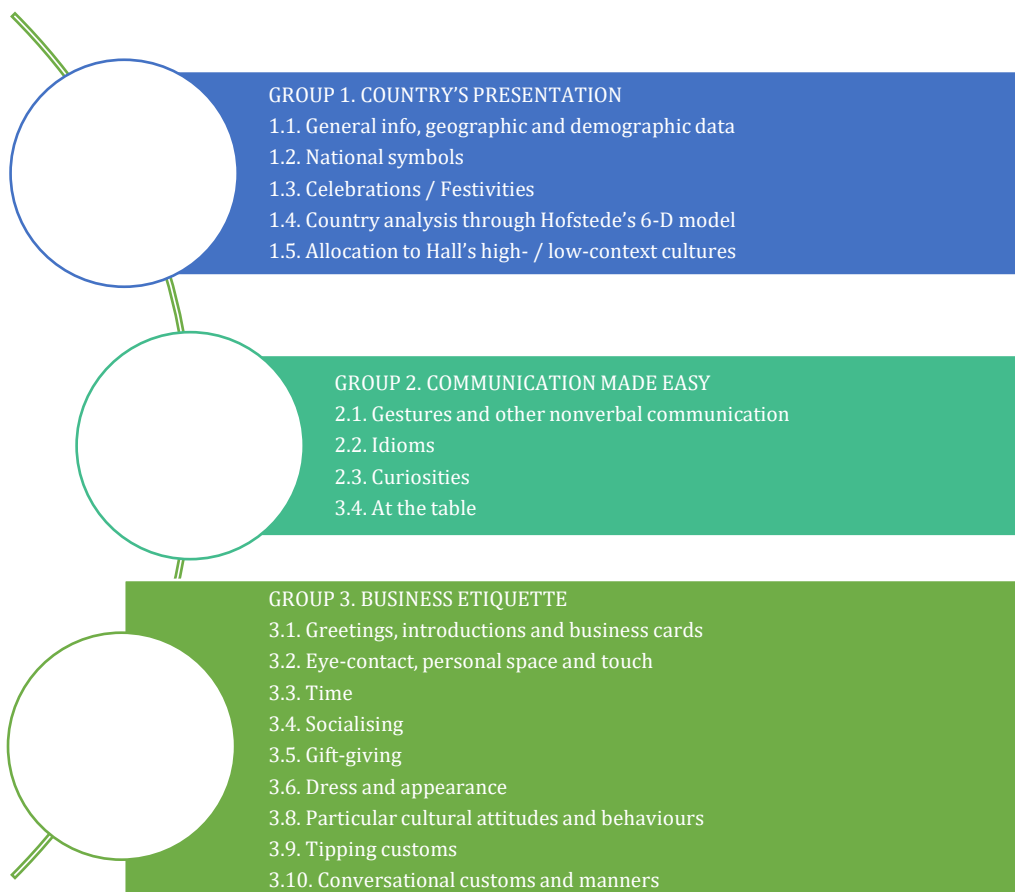 GROUP 1. COUNTRY’S PRESENTATION
1.1. General info, geographic and demographic data
1.2. National symbols
1.3. Celebrations / Festivities
1.4. Country analysis through Hofstede’s 6-D model
1.5. Allocation to Hall’s high- / low-context cultures
GROUP 2. COMMUNICATION MADE EASY
2.1. Gestures and other nonverbal communication
2.2. Idioms
2.3. Curiosities
3.4. At the table
GROUP 3. BUSINESS ETIQUETTE
3.1. Greetings, introductions and business cards
3.2. Eye-contact, personal space and touch
3.3. Time
3.4. Socialising
3.5. Gift-giving
3.6. Dress and appearance
3.8. Particular cultural attitudes and behaviours
3.9. Tipping customs
3.10. Conversational customs and manners